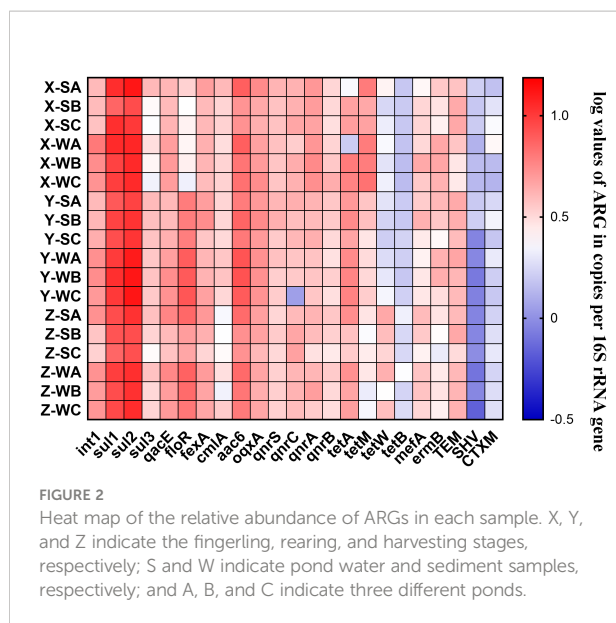 X-SA
X-SB
X-SC
X-WA
X-WB
X-WC
Y-SA
Y-SB
Y-SC
Y-WA
Y-WB
Y-WC
Z-SA
Z-SB
Z-SC
Z-WA
Z-WB
Z-WC
int1
sul1
sul2
sul3
qacE
floR
fexA
cmlA
aac6
oqxA
qnrS
qnrC
qnrA
qnrB
tetA
tetM
tetW
tetB
mefA
ermB
TEM
SHV
CTXM
1.0
0.5
0
-0.5
log values of ARG in copies per 16S rRNA gene
FIGURE 2
Heat map of the relative abundance of ARGs in each sample. X, Y,
and Z indicate the fingerling, rearing, and harvesting stages,
respectively; S and W indicate pond water and sediment samples,
respectively; and A, B, and C indicate three different ponds.